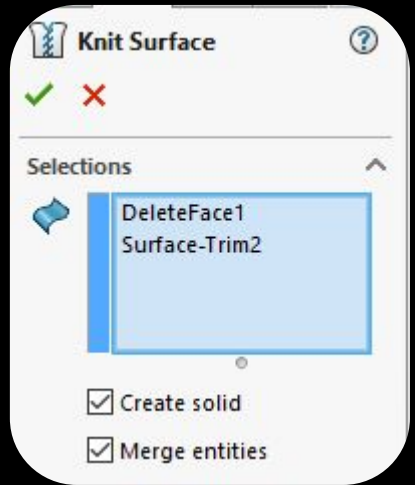 Knit Surface
Selections
DeleteFace1
Surface-Trim2
Create solid
Merge entities